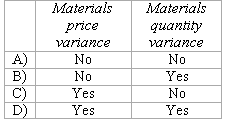 Materials Materials
price quantity
variance variance
A) No No
B) No Yes
C) Yes No
D) Yes Yes